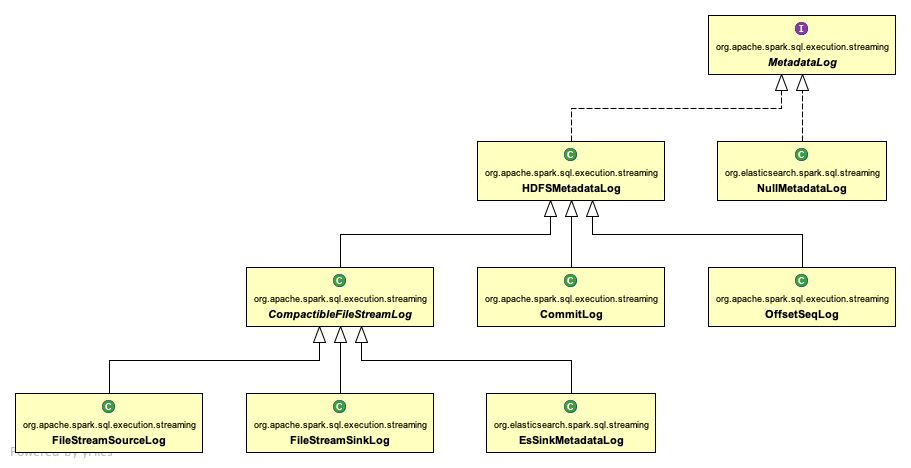 I
org.apache.spark.sql.execution.streaming
MetadataLog
C
org.apache.spark.sql.execution.streaming
HDFSMetadataLog
C
org.elasticsearch.spark.sql.streaming
NullMetadataLog
C
org.apache.spark.sql.execution.streaming
CompactibleFileStreamLog
C
org.apache.spark.sql.execution.streaming
CommitLog
C
org.apache.spark.sql.execution.streaming
OffsetSeqLog
C
org.apache.spark.sql.execution.streaming
FileStreamSourceLog
C
org.apache.spark.sql.execution.streaming
FileStreamSinkLog
C
org.elasticsearch.spark.sql.streaming
EsSinkMetadataLog
Powered by yFiles